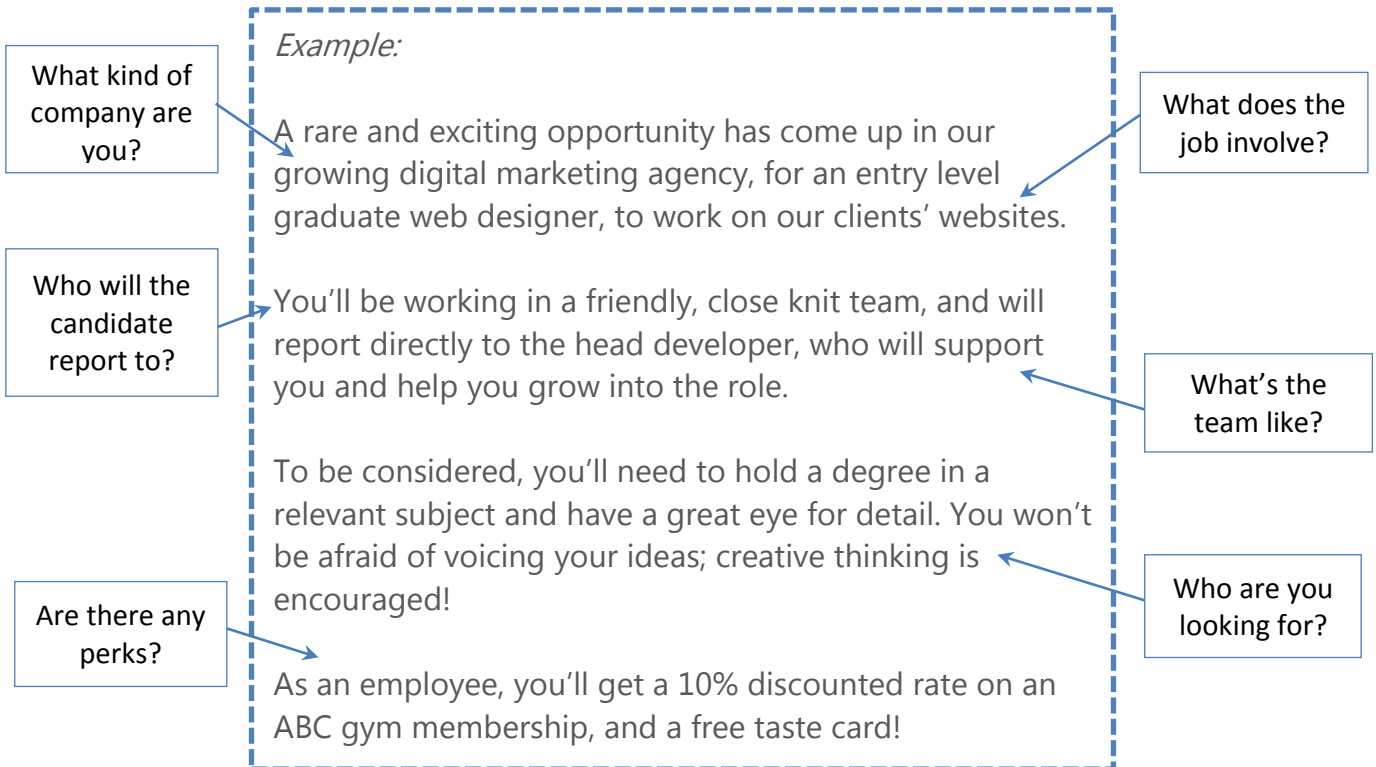 Example:
What kind of
company are
you?
A rare and exciting opportunity has come up in our
growing digital marketing agency, for an entry level
graduate web designer, to work on our clients’ websites.
What does the
job involve?
Who will the
candidate
report to?
You’ll be working in a friendly, close knit team, and will
report directly to the head developer, who will support
you and help you grow into the role.
What’s the
team like?
To be considered, you’ll need to hold a degree in a
relevant subject and have a great eye for detail. You won’t
be afraid of voicing your ideas; creative thinking is
encouraged!
Who are you
looking for?
Are there any
perks?
As an employee, you’ll get a 10% discounted rate on an
ABC gym membership, and a free taste card!